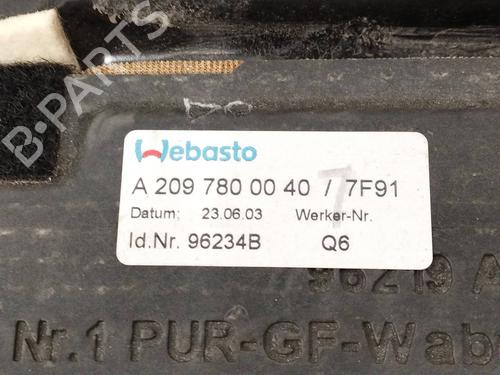 B-PARTS
Webasto
A 209 780 00 40 / 7F91
7
Datum; 23.06.03 Werker-Nr.
Id.Nr. 96234B Q6
96219 A
Nr.1 PUR-GF-Wab